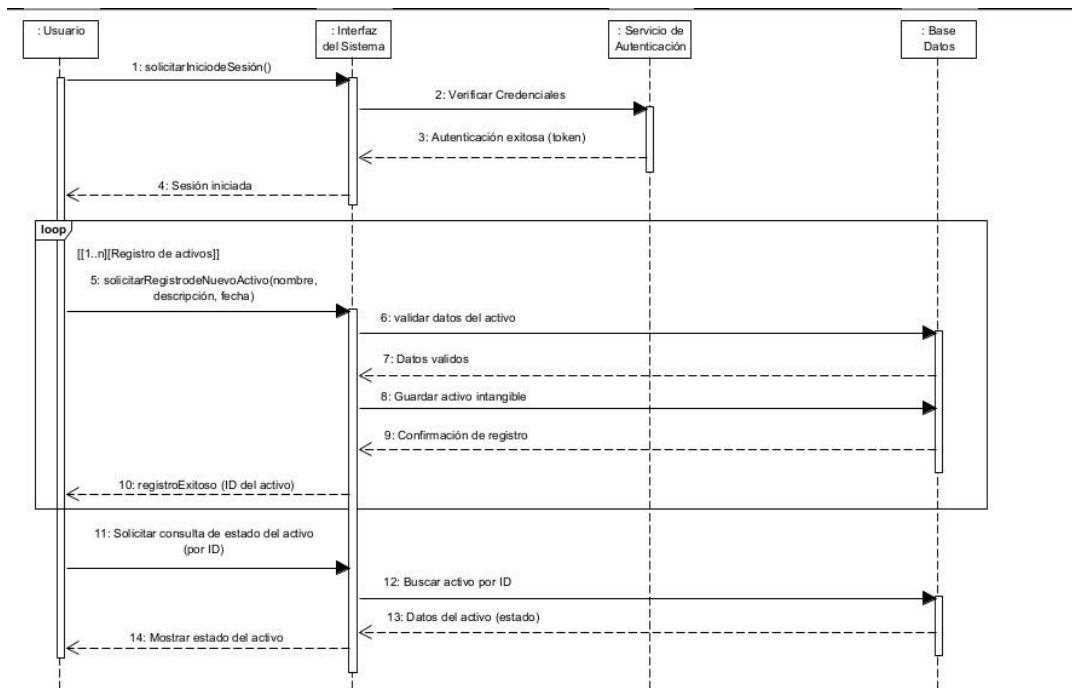 : Usuario
: Interfaz
del Sistema
: Servicio de
Autenticación
: Base
Datos
1: solicitarIniciodeSesión()
2: Verificar Credenciales
3: Autenticación exitosa (token)
4: Sesión iniciada
loop
[[1..n][Registro de activos]]
5: solicitarRegistrodeNuevoActivo(nombre,
descripción, fecha)
6: validar datos del activo
7: Datos validos
8: Guardar activo intangible
9: Confirmación de registro
10: registroExitoso (ID del activo)
11: Solicitar consulta de estado del activo
(por ID)
12: Buscar activo por ID
13: Datos del activo (estado)
14: Mostrar estado del activo